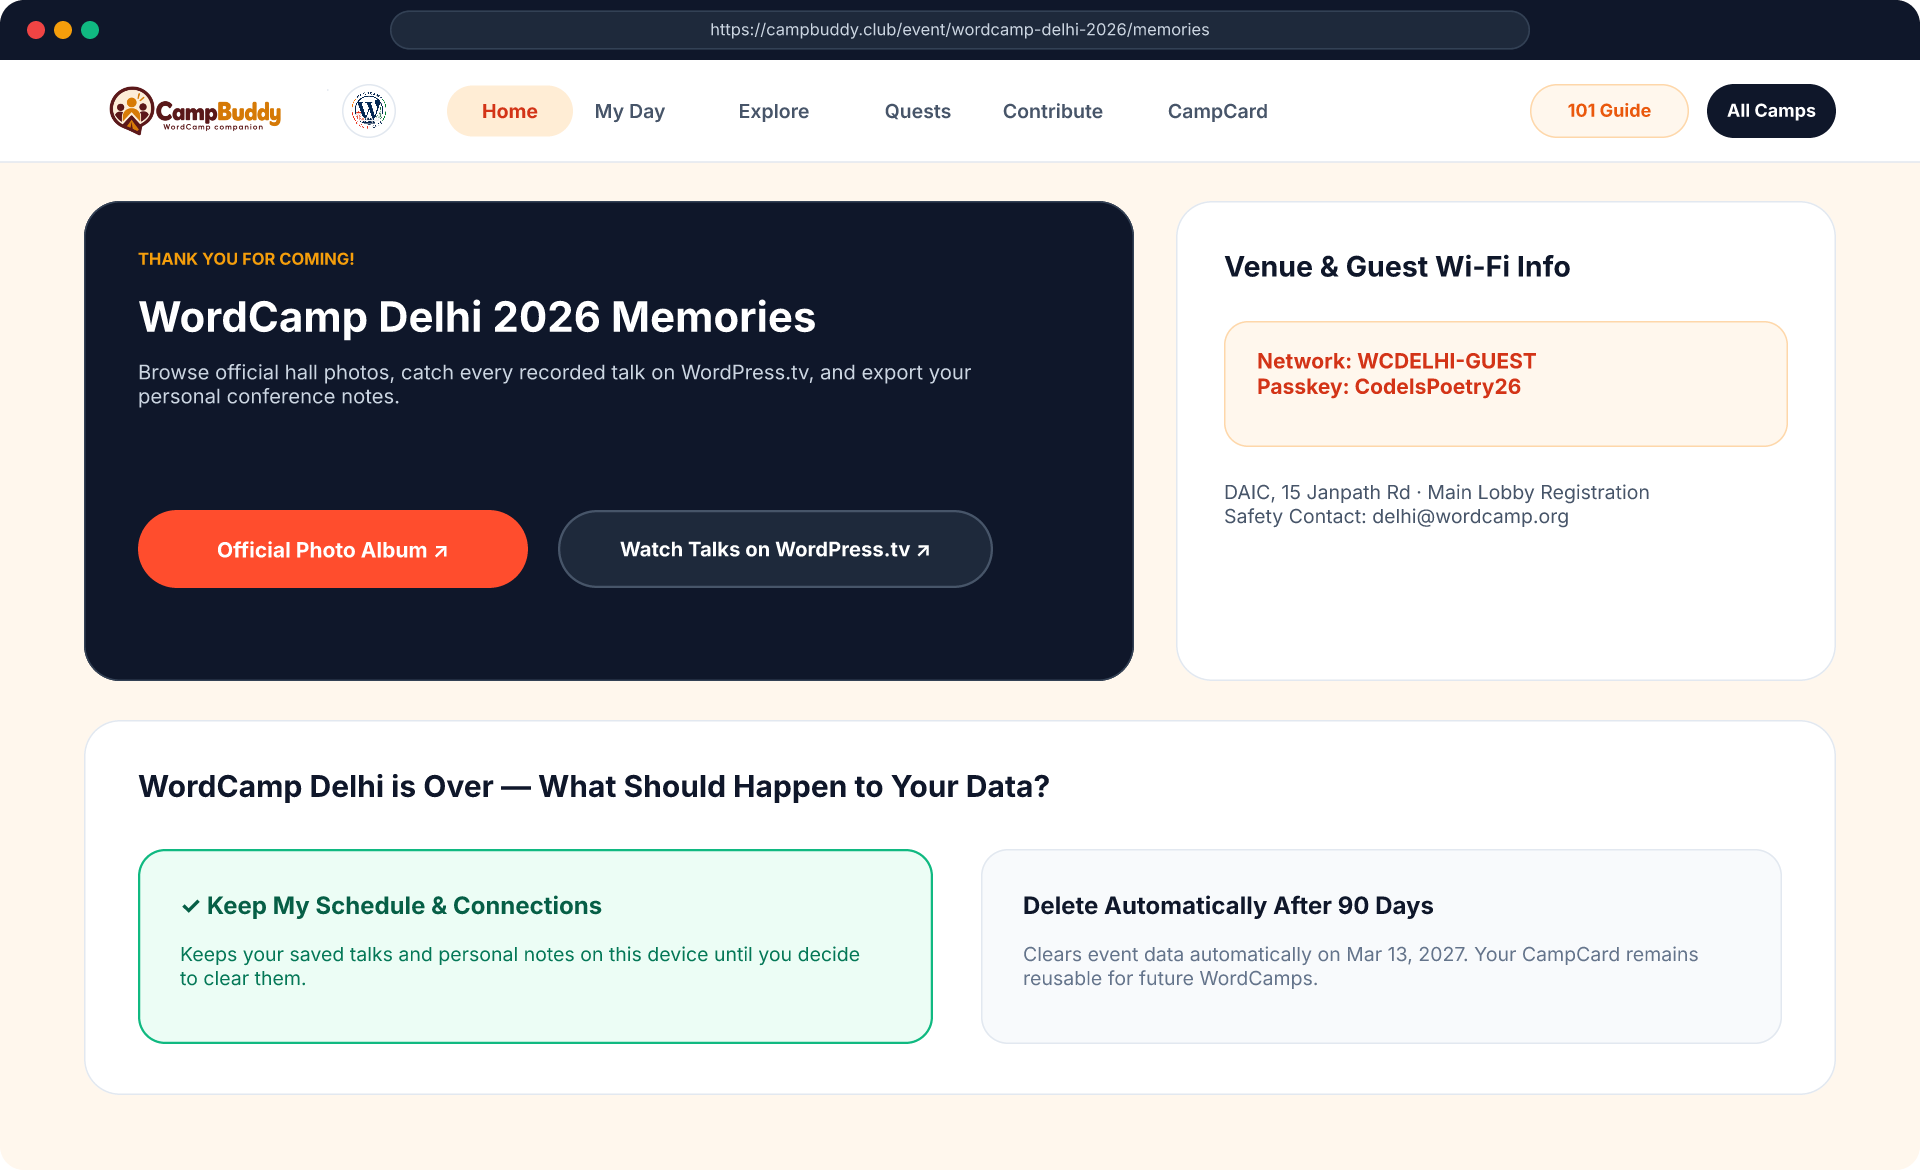 https://campbuddy.club/event/wordcamp-delhi-2026/memories
CampBuddy
WordCamp companion
W
Home
My Day
Explore
Quests
Contribute
CampCard
101 Guide
All Camps
THANK YOU FOR COMING!
WordCamp Delhi 2026 Memories
Browse official hall photos, catch every recorded talk on WordPress.tv, and export your
personal conference notes.
Official Photo Album ↗
Watch Talks on WordPress.tv ↗
Venue & Guest Wi-Fi Info
Network: WCDELHI-GUEST
Passkey: CodeIsPoetry26
DAIC, 15 Janpath Rd · Main Lobby Registration
Safety Contact: delhi@wordcamp.org
WordCamp Delhi is Over — What Should Happen to Your Data?
✓ Keep My Schedule & Connections
Keeps your saved talks and personal notes on this device until you decide
to clear them.
Delete Automatically After 90 Days
Clears event data automatically on Mar 13, 2027. Your CampCard remains
reusable for future WordCamps.